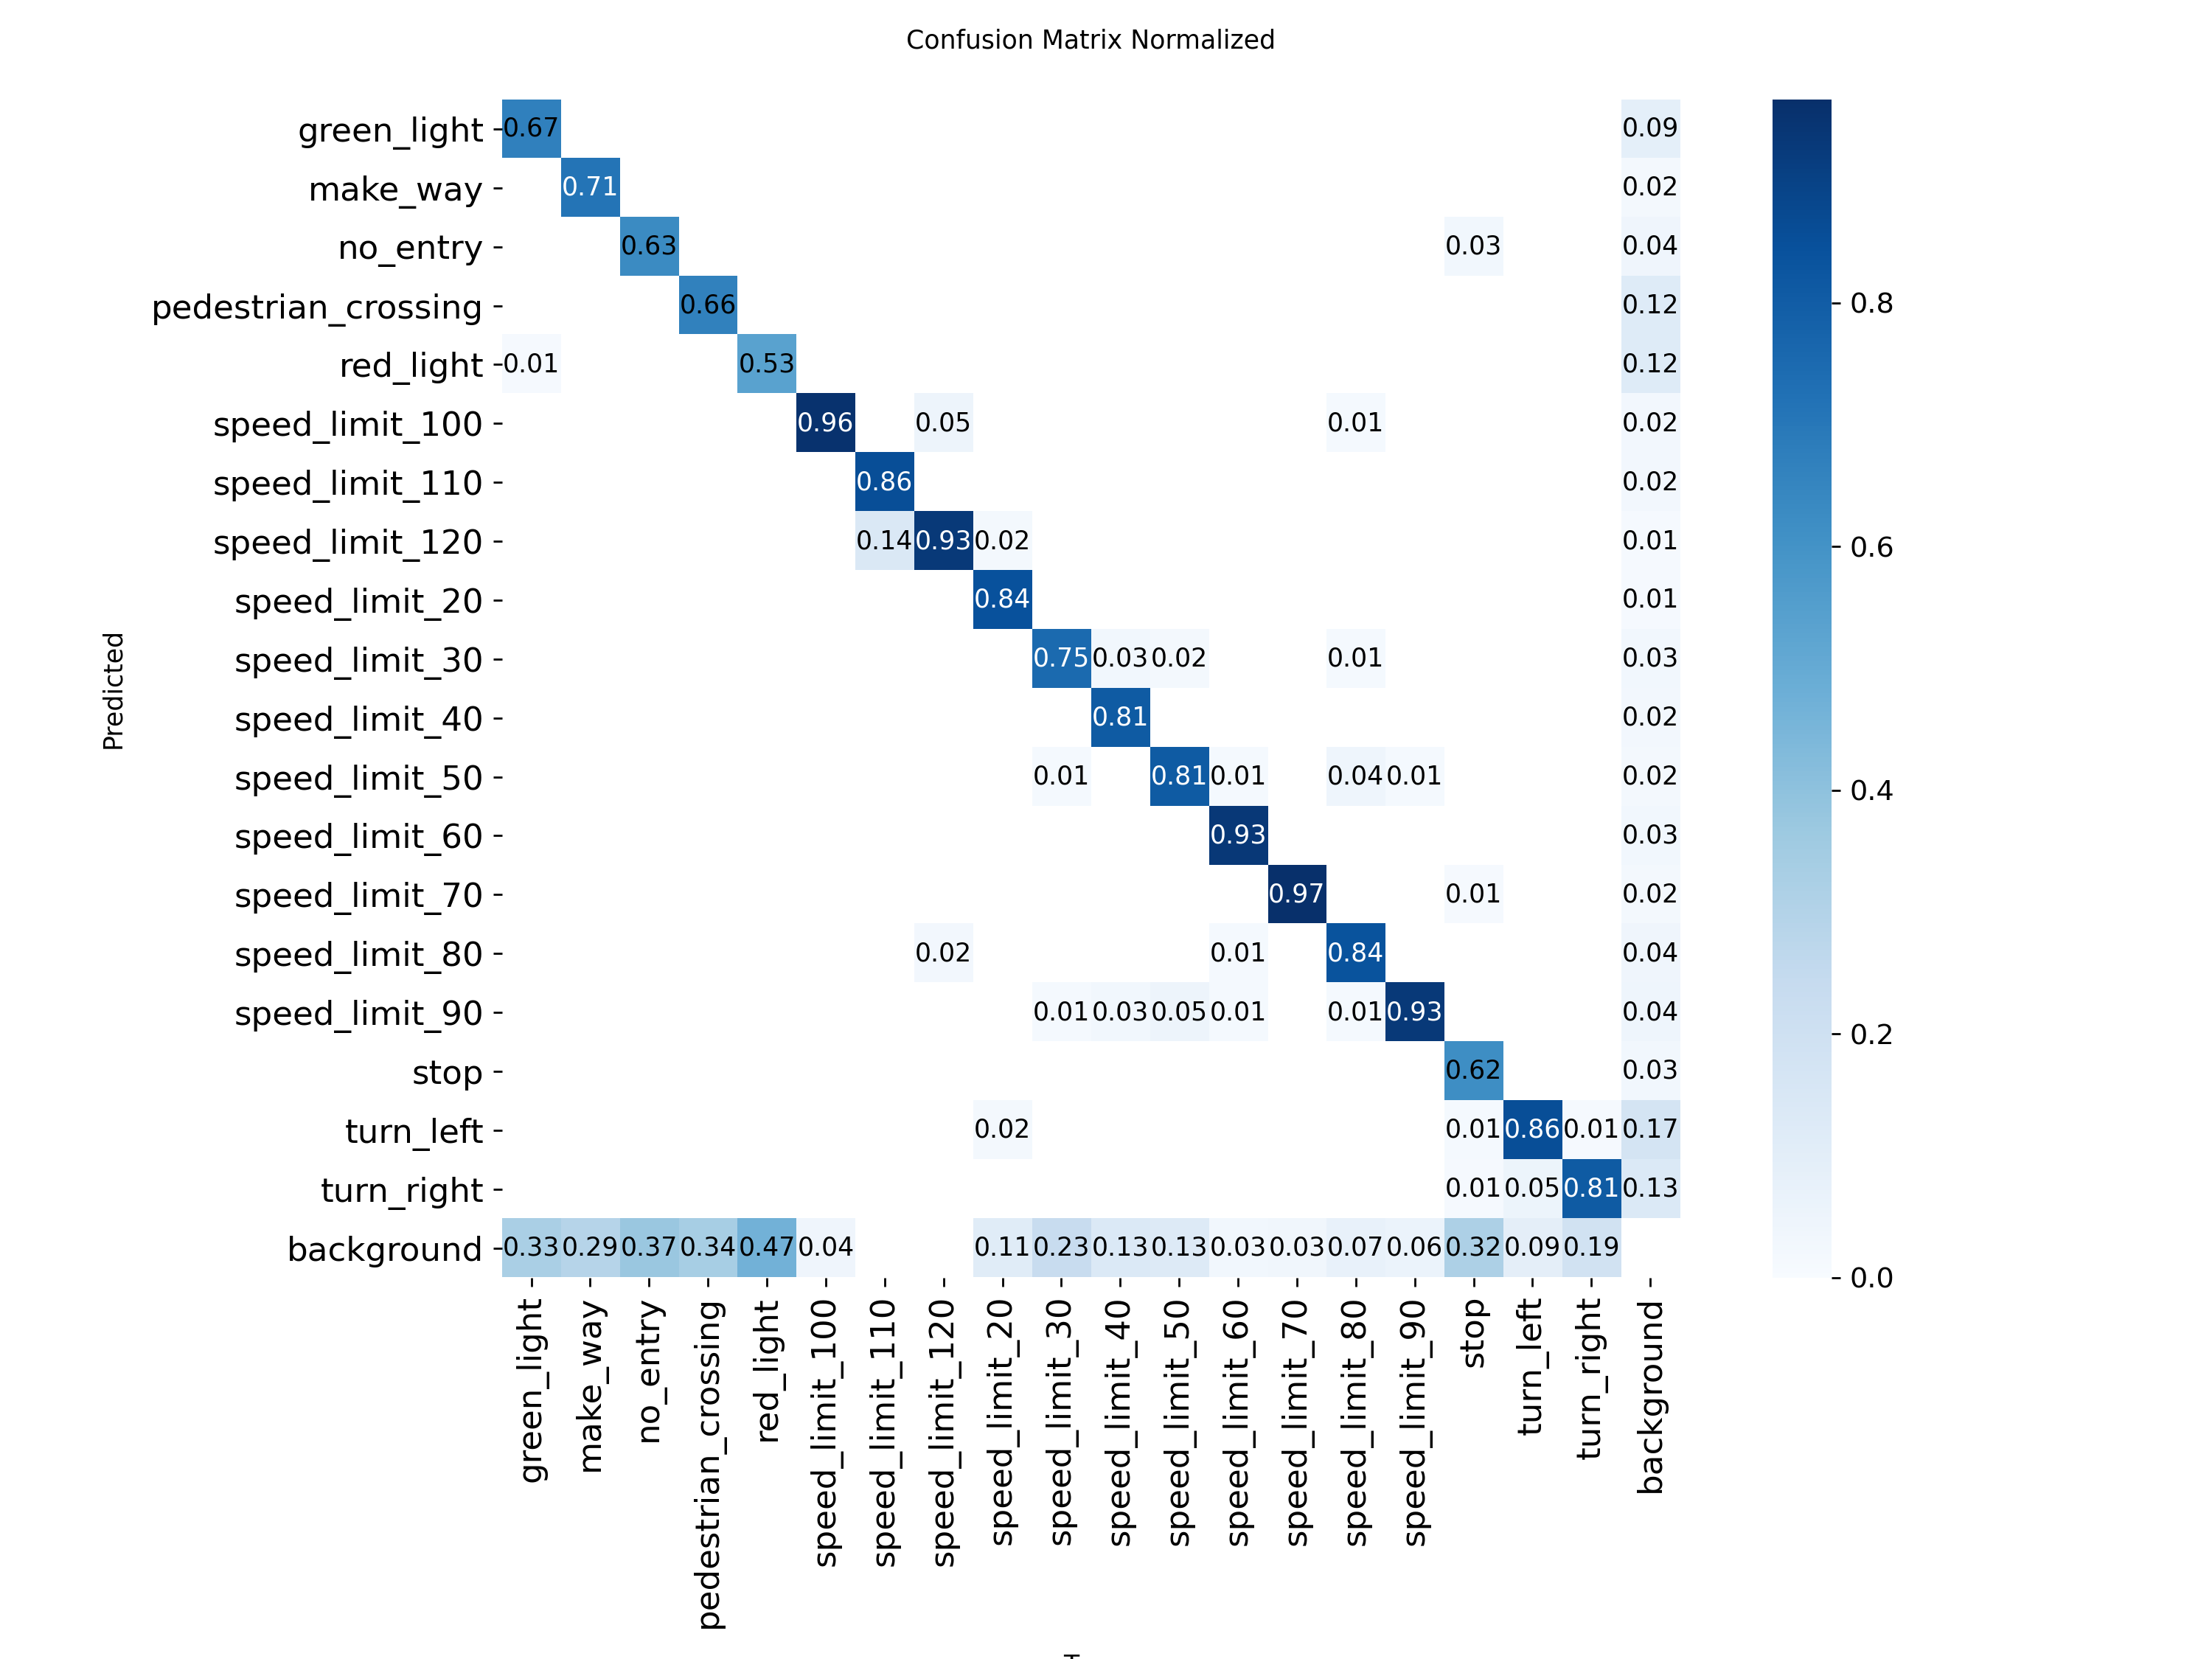 Confusion Matrix Normalized
green_light 0.67 0.09
make_way 0.71 0.02
no_entry 0.63 0.03 0.04
pedestrian_crossing 0.66 0.12
red_light 0.01 0.53 0.12
speed_limit_100 0.96 0.05 0.01 0.02
speed_limit_110 0.86 0.02
speed_limit_120 0.14 0.93 0.02 0.01
speed_limit_20 0.84 0.01
speed_limit_30 0.75 0.03 0.02 0.01 0.03
speed_limit_40 0.81 0.02
speed_limit_50 0.01 0.81 0.01 0.04 0.01 0.02
speed_limit_60 0.93 0.03
speed_limit_70 0.97 0.01 0.02
speed_limit_80 0.02 0.01 0.84 0.04
speed_limit_90 0.01 0.03 0.05 0.01 0.01 0.93 0.04
stop 0.62 0.03
turn_left 0.02 0.01 0.86 0.01 0.17
turn_right 0.01 0.05 0.81 0.13
background 0.33 0.29 0.37 0.34 0.47 0.04 0.11 0.23 0.13 0.13 0.03 0.03 0.07 0.06 0.32 0.09 0.19
Predicted
green_light
make_way
no_entry
pedestrian_crossing
red_light
speed_limit_100
speed_limit_110
speed_limit_120
speed_limit_20
speed_limit_30
speed_limit_40
speed_limit_50
speed_limit_60
speed_limit_70
speed_limit_80
speed_limit_90
stop
turn_left
turn_right
background
0.8
0.6
0.4
0.2
0.0